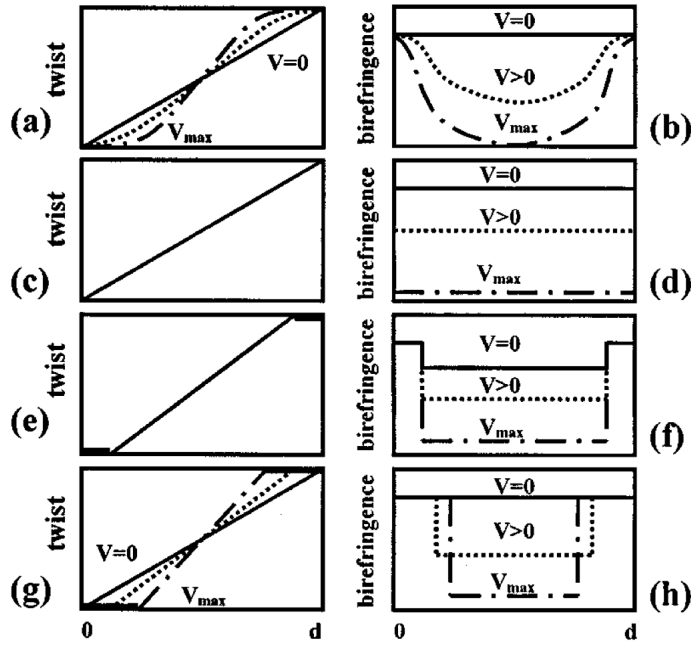 twist
V=0
V_max
(a)
birefringence
V=0
V>0
V_max
(b)
twist
(c)
birefringence
V=0
V>0
V_max
(d)
twist
(e)
birefringence
V=0
V>0
V_max
(f)
twist
V=0
V_max
(g)
0
d
birefringence
V=0
V>0
V_max
(h)
0
d